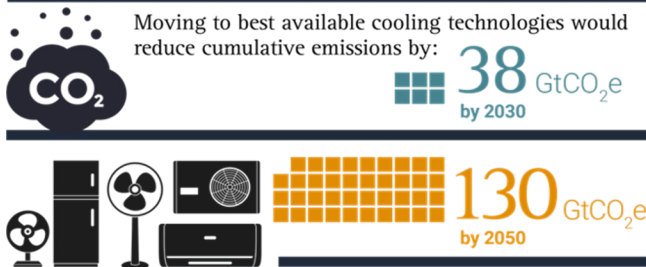 Moving to best available cooling technologies would
reduce cumulative emissions by:
CO2
38 GtCO2e
by 2030
130 GtCO2e
by 2050